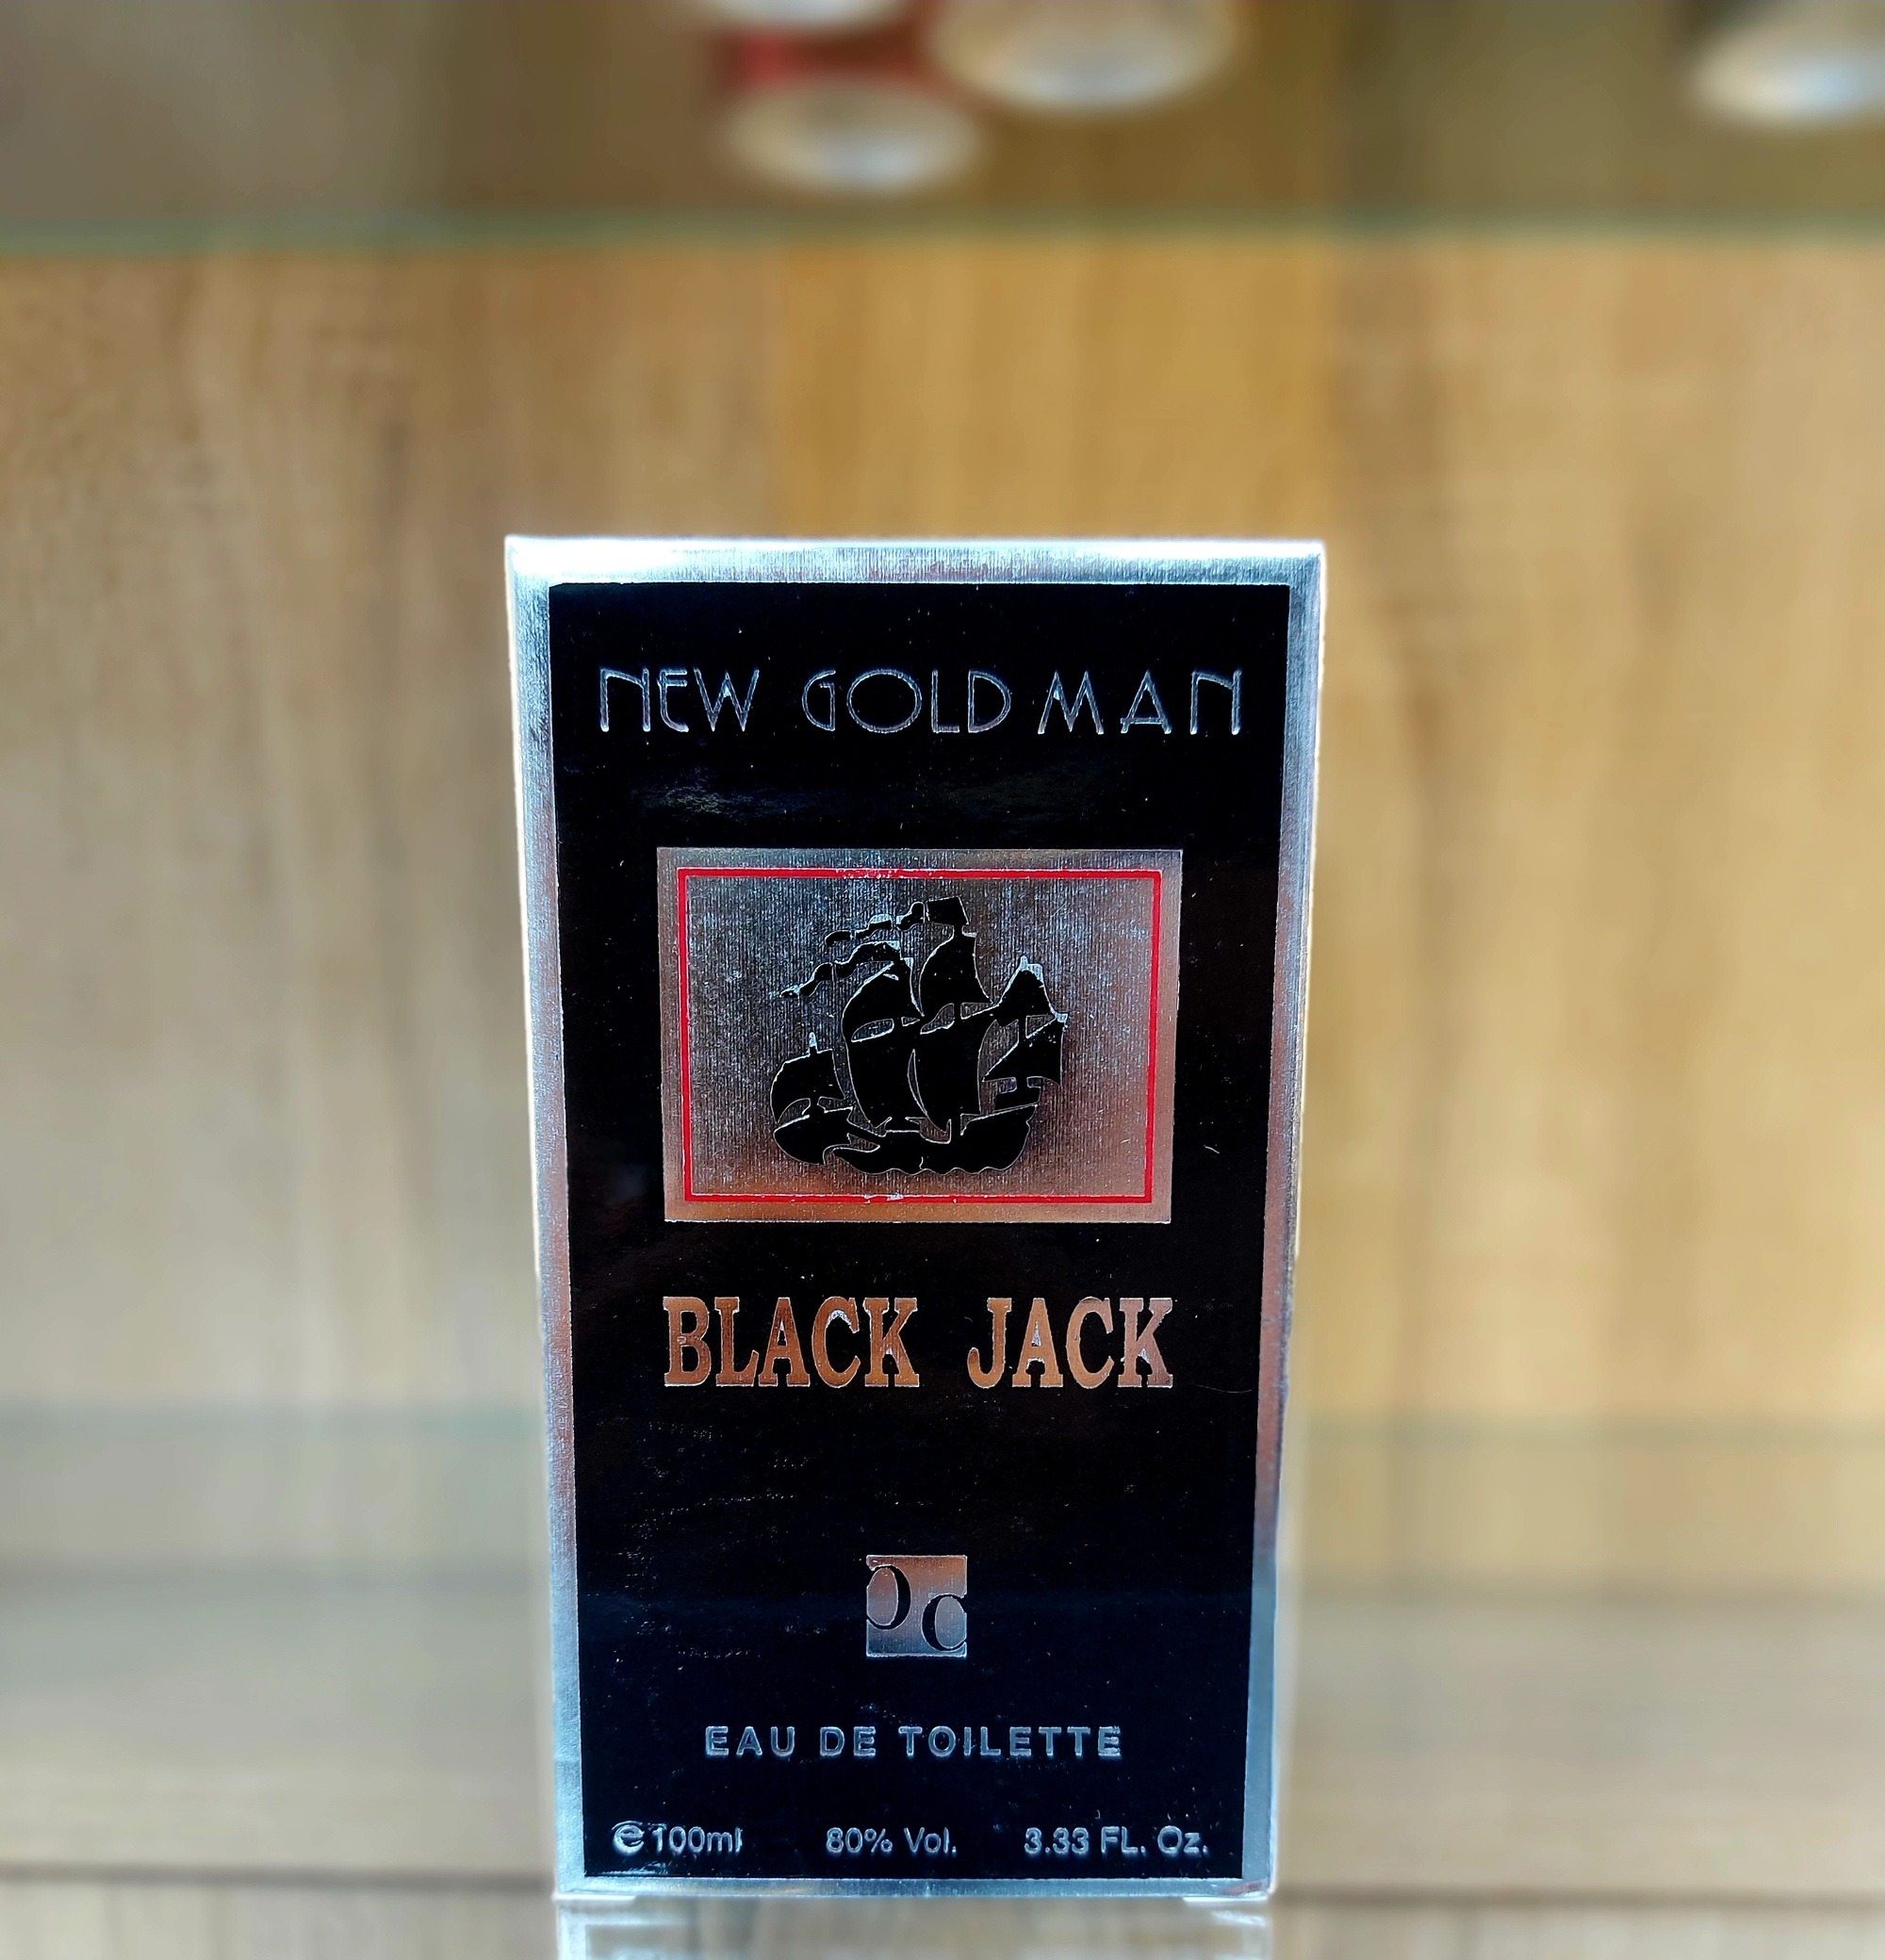 NEW GOLD MAN
BLACK JACK
EAU DE TOILETTE
℮100ml 80% Vol. 3.33 FL. Oz.